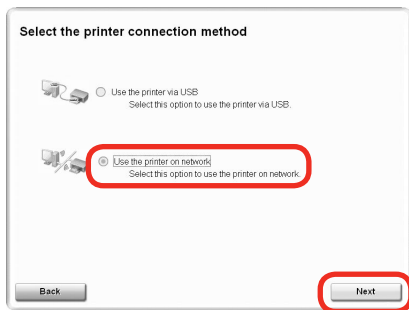 Select the printer connection method
Use the printer via USB
Select this option to use the printer via USB.
Use the printer on network
Select this option to use the printer on network.
Back
Next